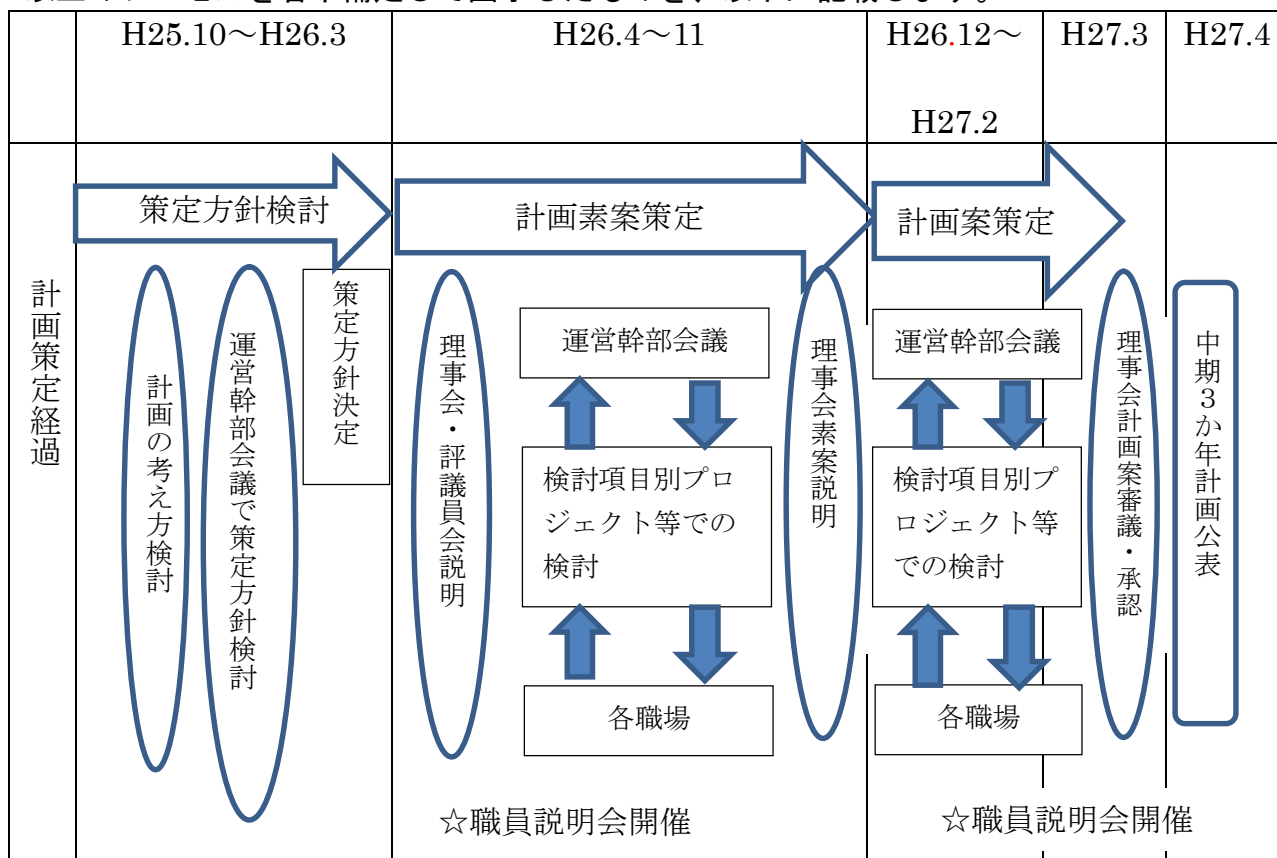 H25.10～H26.3
H26.4～11
H26.12～
H27.2
H27.3
H27.4
計画策定経過
策定方針検討
計画素案策定
計画案策定
計画の考え方検討
運営幹部会議で策定方針検討
策定方針決定
理事会・評議員会説明
運営幹部会議
検討項目別プロ
ジェクト等での
検討
各職場
理事会素案説明
運営幹部会議
検討項目別プ
ロジェクト等
での検討
各職場
理事会計画案審議・承認
中期３か年計画公表
☆職員説明会開催
☆職員説明会開催